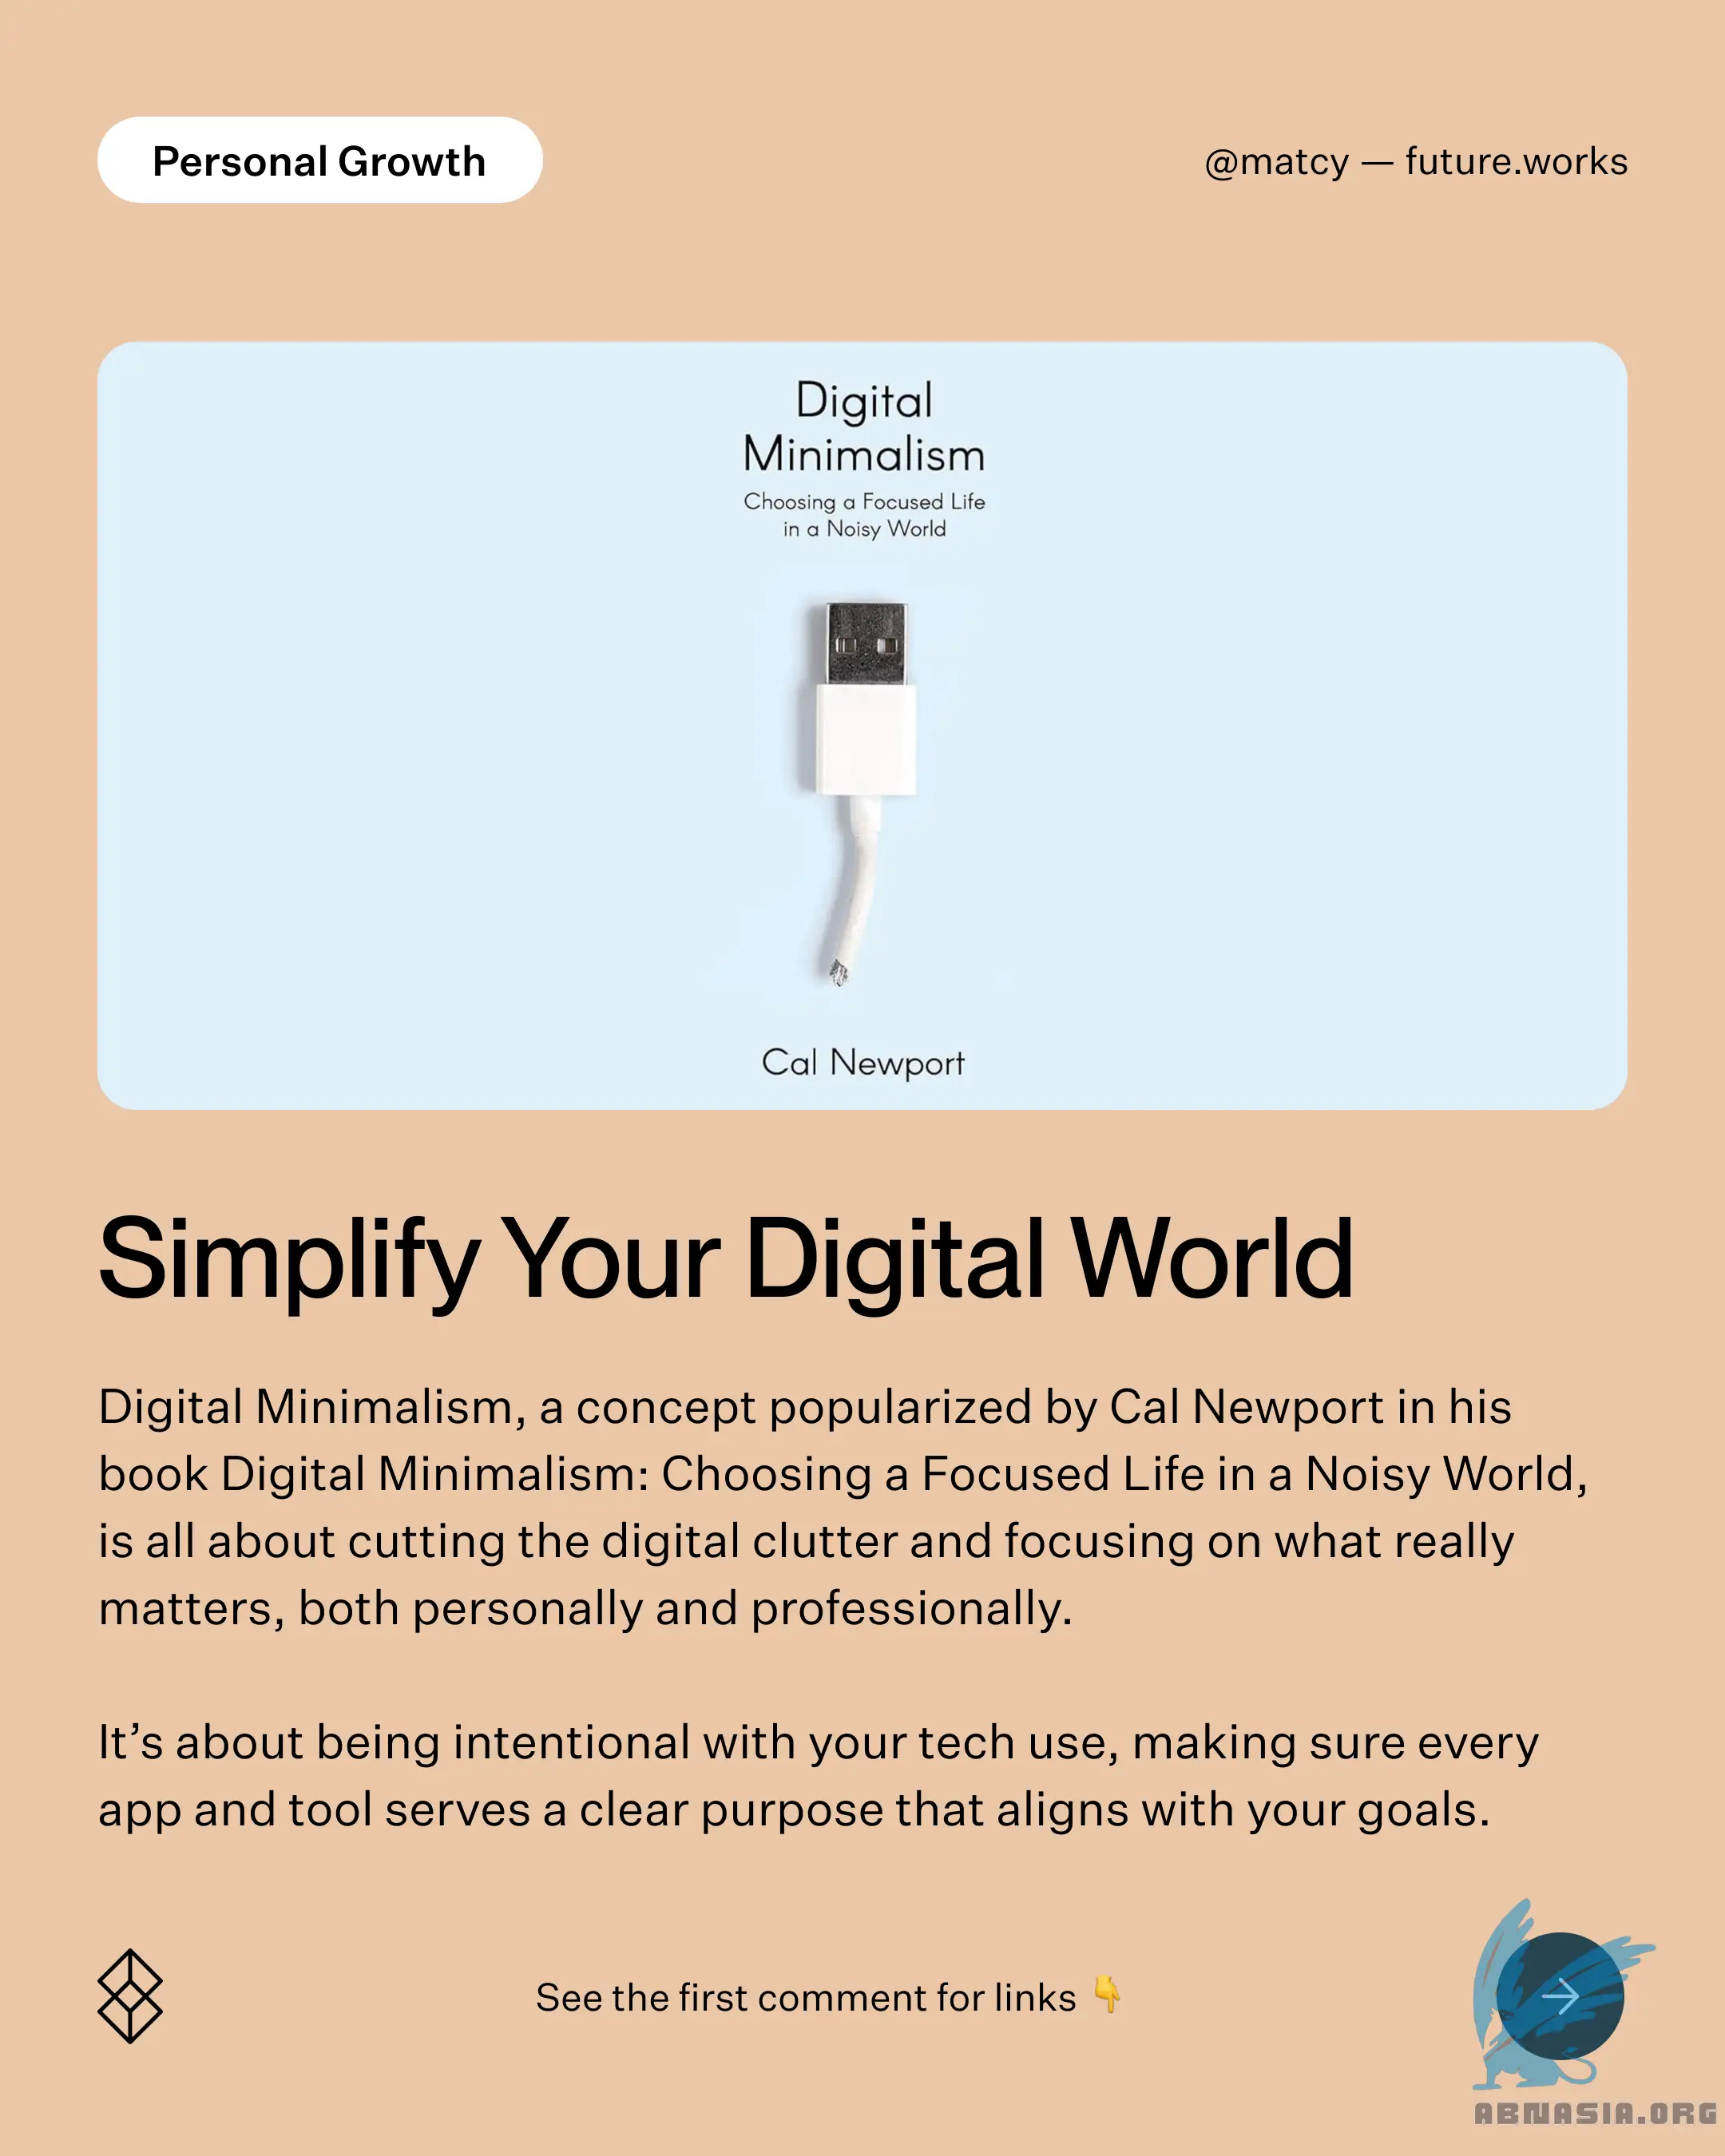 Personal Growth
@matcy — future.works
Digital
Minimalism
Choosing a Focused Life
in a Noisy World
Cal Newport
Simplify Your Digital World
Digital Minimalism, a concept popularized by Cal Newport in his
book Digital Minimalism: Choosing a Focused Life in a Noisy World,
is all about cutting the digital clutter and focusing on what really
matters, both personally and professionally.
It’s about being intentional with your tech use, making sure every
app and tool serves a clear purpose that aligns with your goals.
See the first comment for links 👇
ABNASIA.ORG